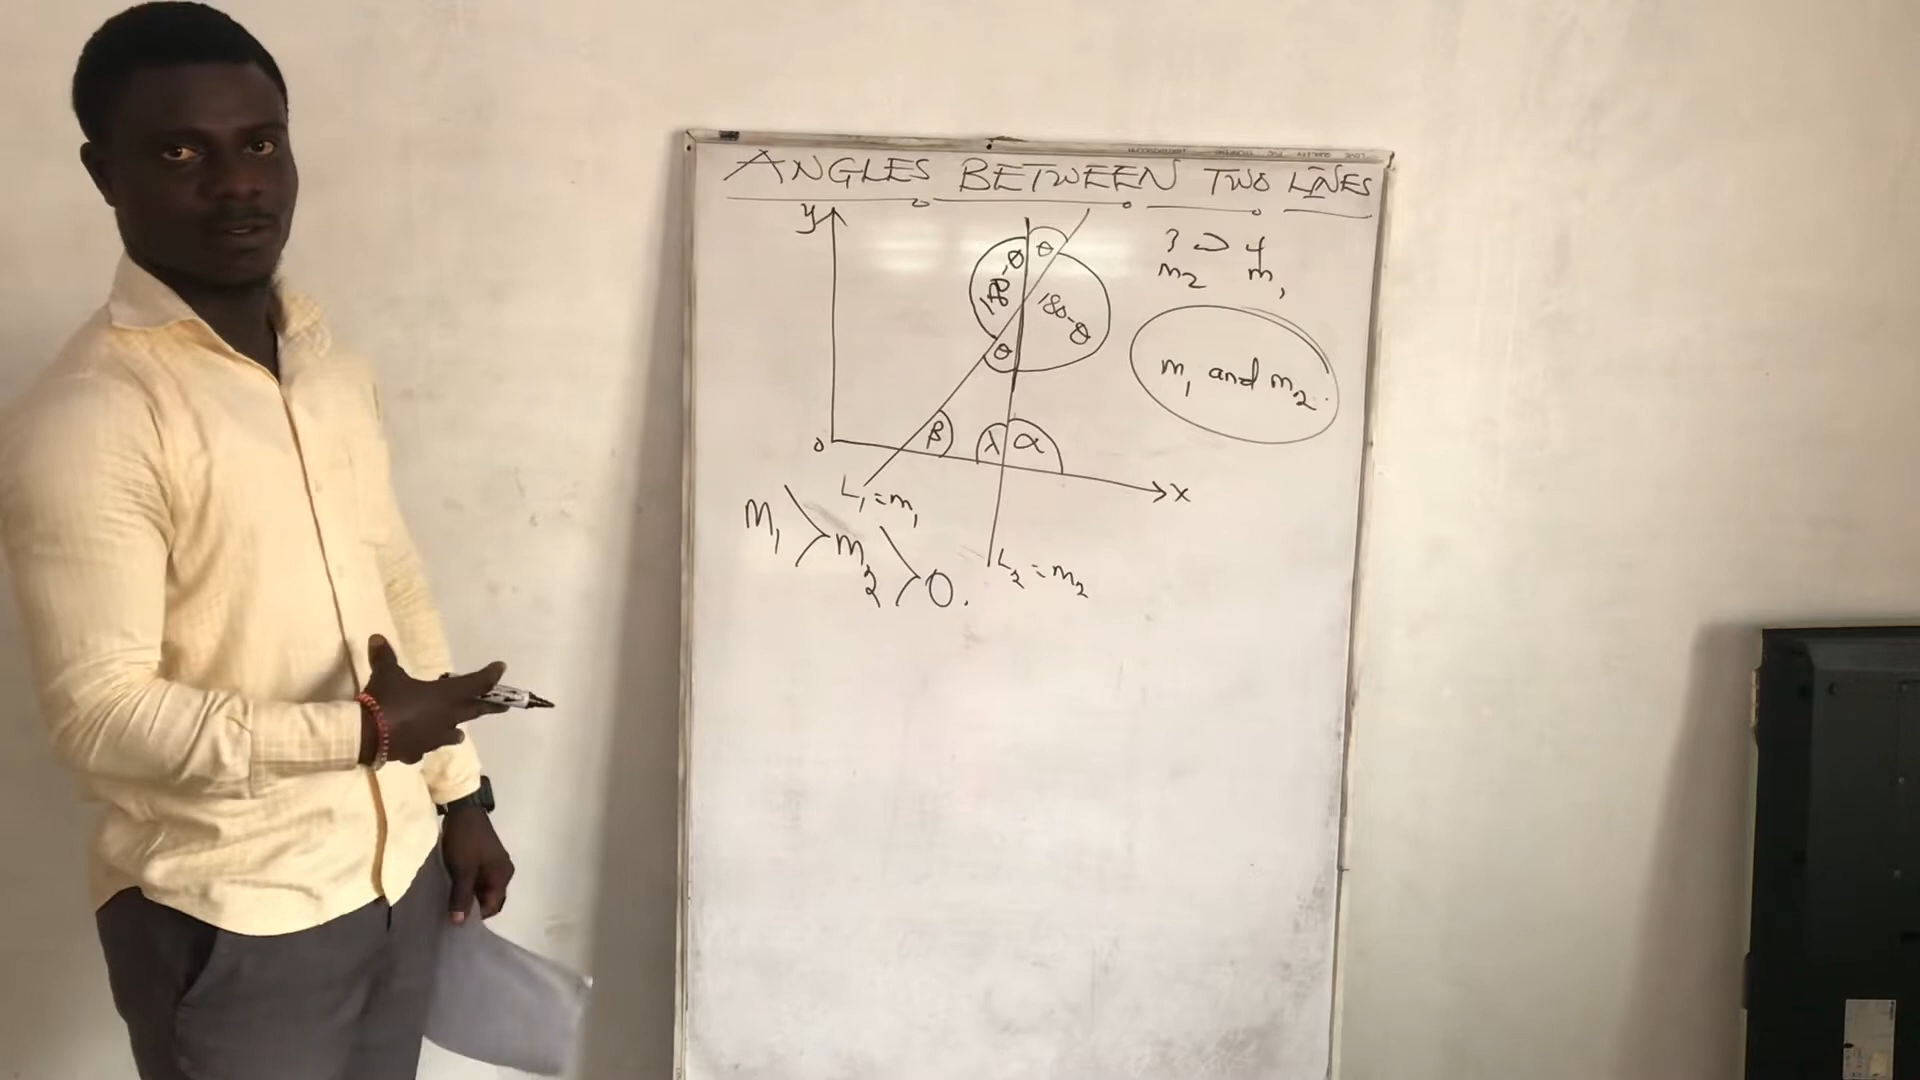 ANGLES BETWEEN TWO LINES
y
θ
180-θ
180-θ
θ
3 4
m2 m1
m1 and m2
β λ α
0
x
L1 = m1
m1 > m2 > 0.
L2 = m2